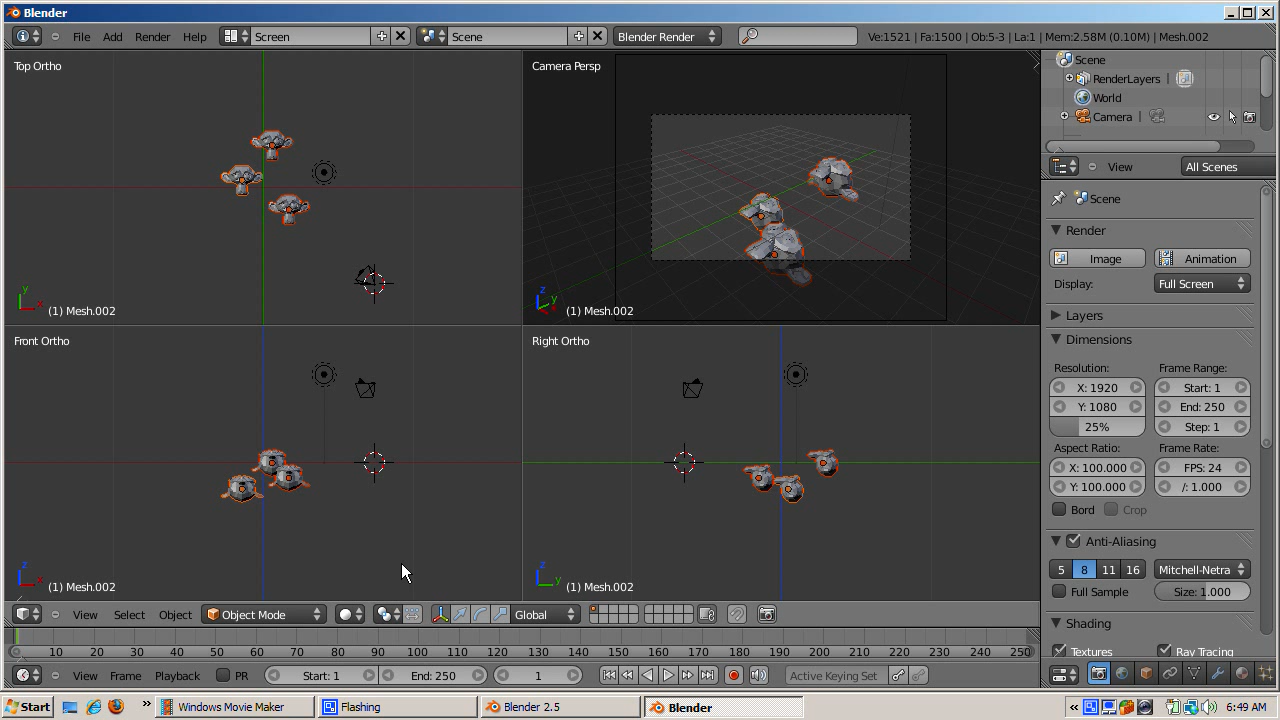 Blender
File Add Render Help Screen Scene Blender Render Ve:1521 | Fa:1500 | Ob:5-3 | La:1 | Mem:2.58M (0.10M) | Mesh.002
Top Ortho
(1) Mesh.002
Camera Persp
(1) Mesh.002
Front Ortho
(1) Mesh.002
Right Ortho
(1) Mesh.002
Scene
RenderLayers
World
Camera
View All Scenes
Scene
Render
Image Animation
Display: Full Screen
Layers
Dimensions
Resolution: Frame Range:
X: 1920 Start: 1
Y: 1080 End: 250
25% Step: 1
Aspect Ratio: Frame Rate:
X: 100.000 FPS: 24
Y: 100.000 /: 1.000
Bord Crop
Anti-Aliasing
5 8 11 16 Mitchell-Netra
Full Sample Size: 1.000
Shading
Textures Ray Tracing
View Select Object Object Mode Global
10 20 30 40 50 60 70 80 90 100 110 120 130 140 150 160 170 180 190 200 210 220 230 240 250
View Frame Playback PR Start: 1 End: 250 1 Active Keying Set
Start Windows Movie Maker Flashing Blender 2.5 Blender 6:49 AM